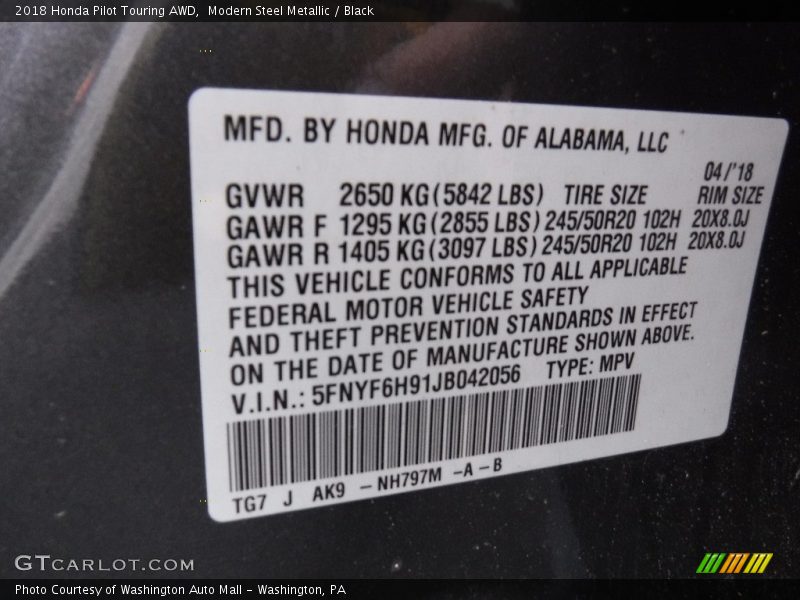 2018 Honda Pilot Touring AWD,  Modern Steel Metallic / Black
MFD. BY HONDA MFG. OF ALABAMA, LLC
04/'18
GVWR 2650 KG (5842 LBS) TIRE SIZE RIM SIZE
GAWR F 1295 KG (2855 LBS) 245/50R20 102H 20X8.0J
GAWR R 1405 KG (3097 LBS) 245/50R20 102H 20X8.0J
THIS VEHICLE CONFORMS TO ALL APPLICABLE
FEDERAL MOTOR VEHICLE SAFETY
AND THEFT PREVENTION STANDARDS IN EFFECT
ON THE DATE OF MANUFACTURE SHOWN ABOVE.
V.I.N.: 5FNYF6H91JB042056 TYPE: MPV
TG7 J AK9 -NH797M -A-B
GTCARLOT.COM
Photo Courtesy of Washington Auto Mall - Washington, PA